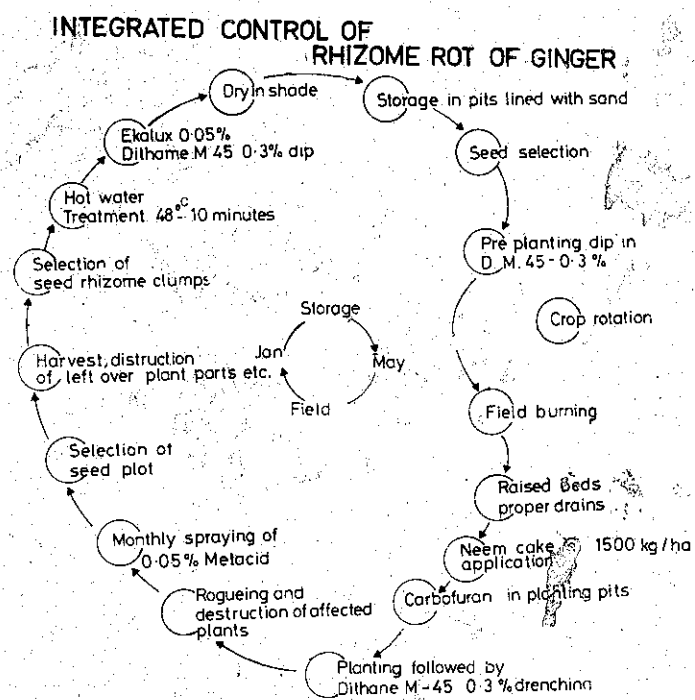 INTEGRATED CONTROL OF
RHIZOME ROT OF GINGER
Dry in shade
Storage in pits lined with sand
Seed selection
Pre planting dip in
D. M. 45 - 0·3 %
Crop rotation
Field burning
Raised Beds
proper drains
Neem cake 1500 kg/ha
application
Carbofuran in planting pits
Planting followed by
Dithane M-45 0·3 % drenching
Rogueing and
destruction of affected
plants
Monthly spraying of
0·05% Metacid
Selection of
seed plot
Harvest, distruction
of left over plant parts etc.
Selection of
seed rhizome clumps
Hot water
Treatment 48°C - 10 minutes
Ekalux 0·05%
Dithame M 45 0·3% dip
Storage
May
Field
Jan